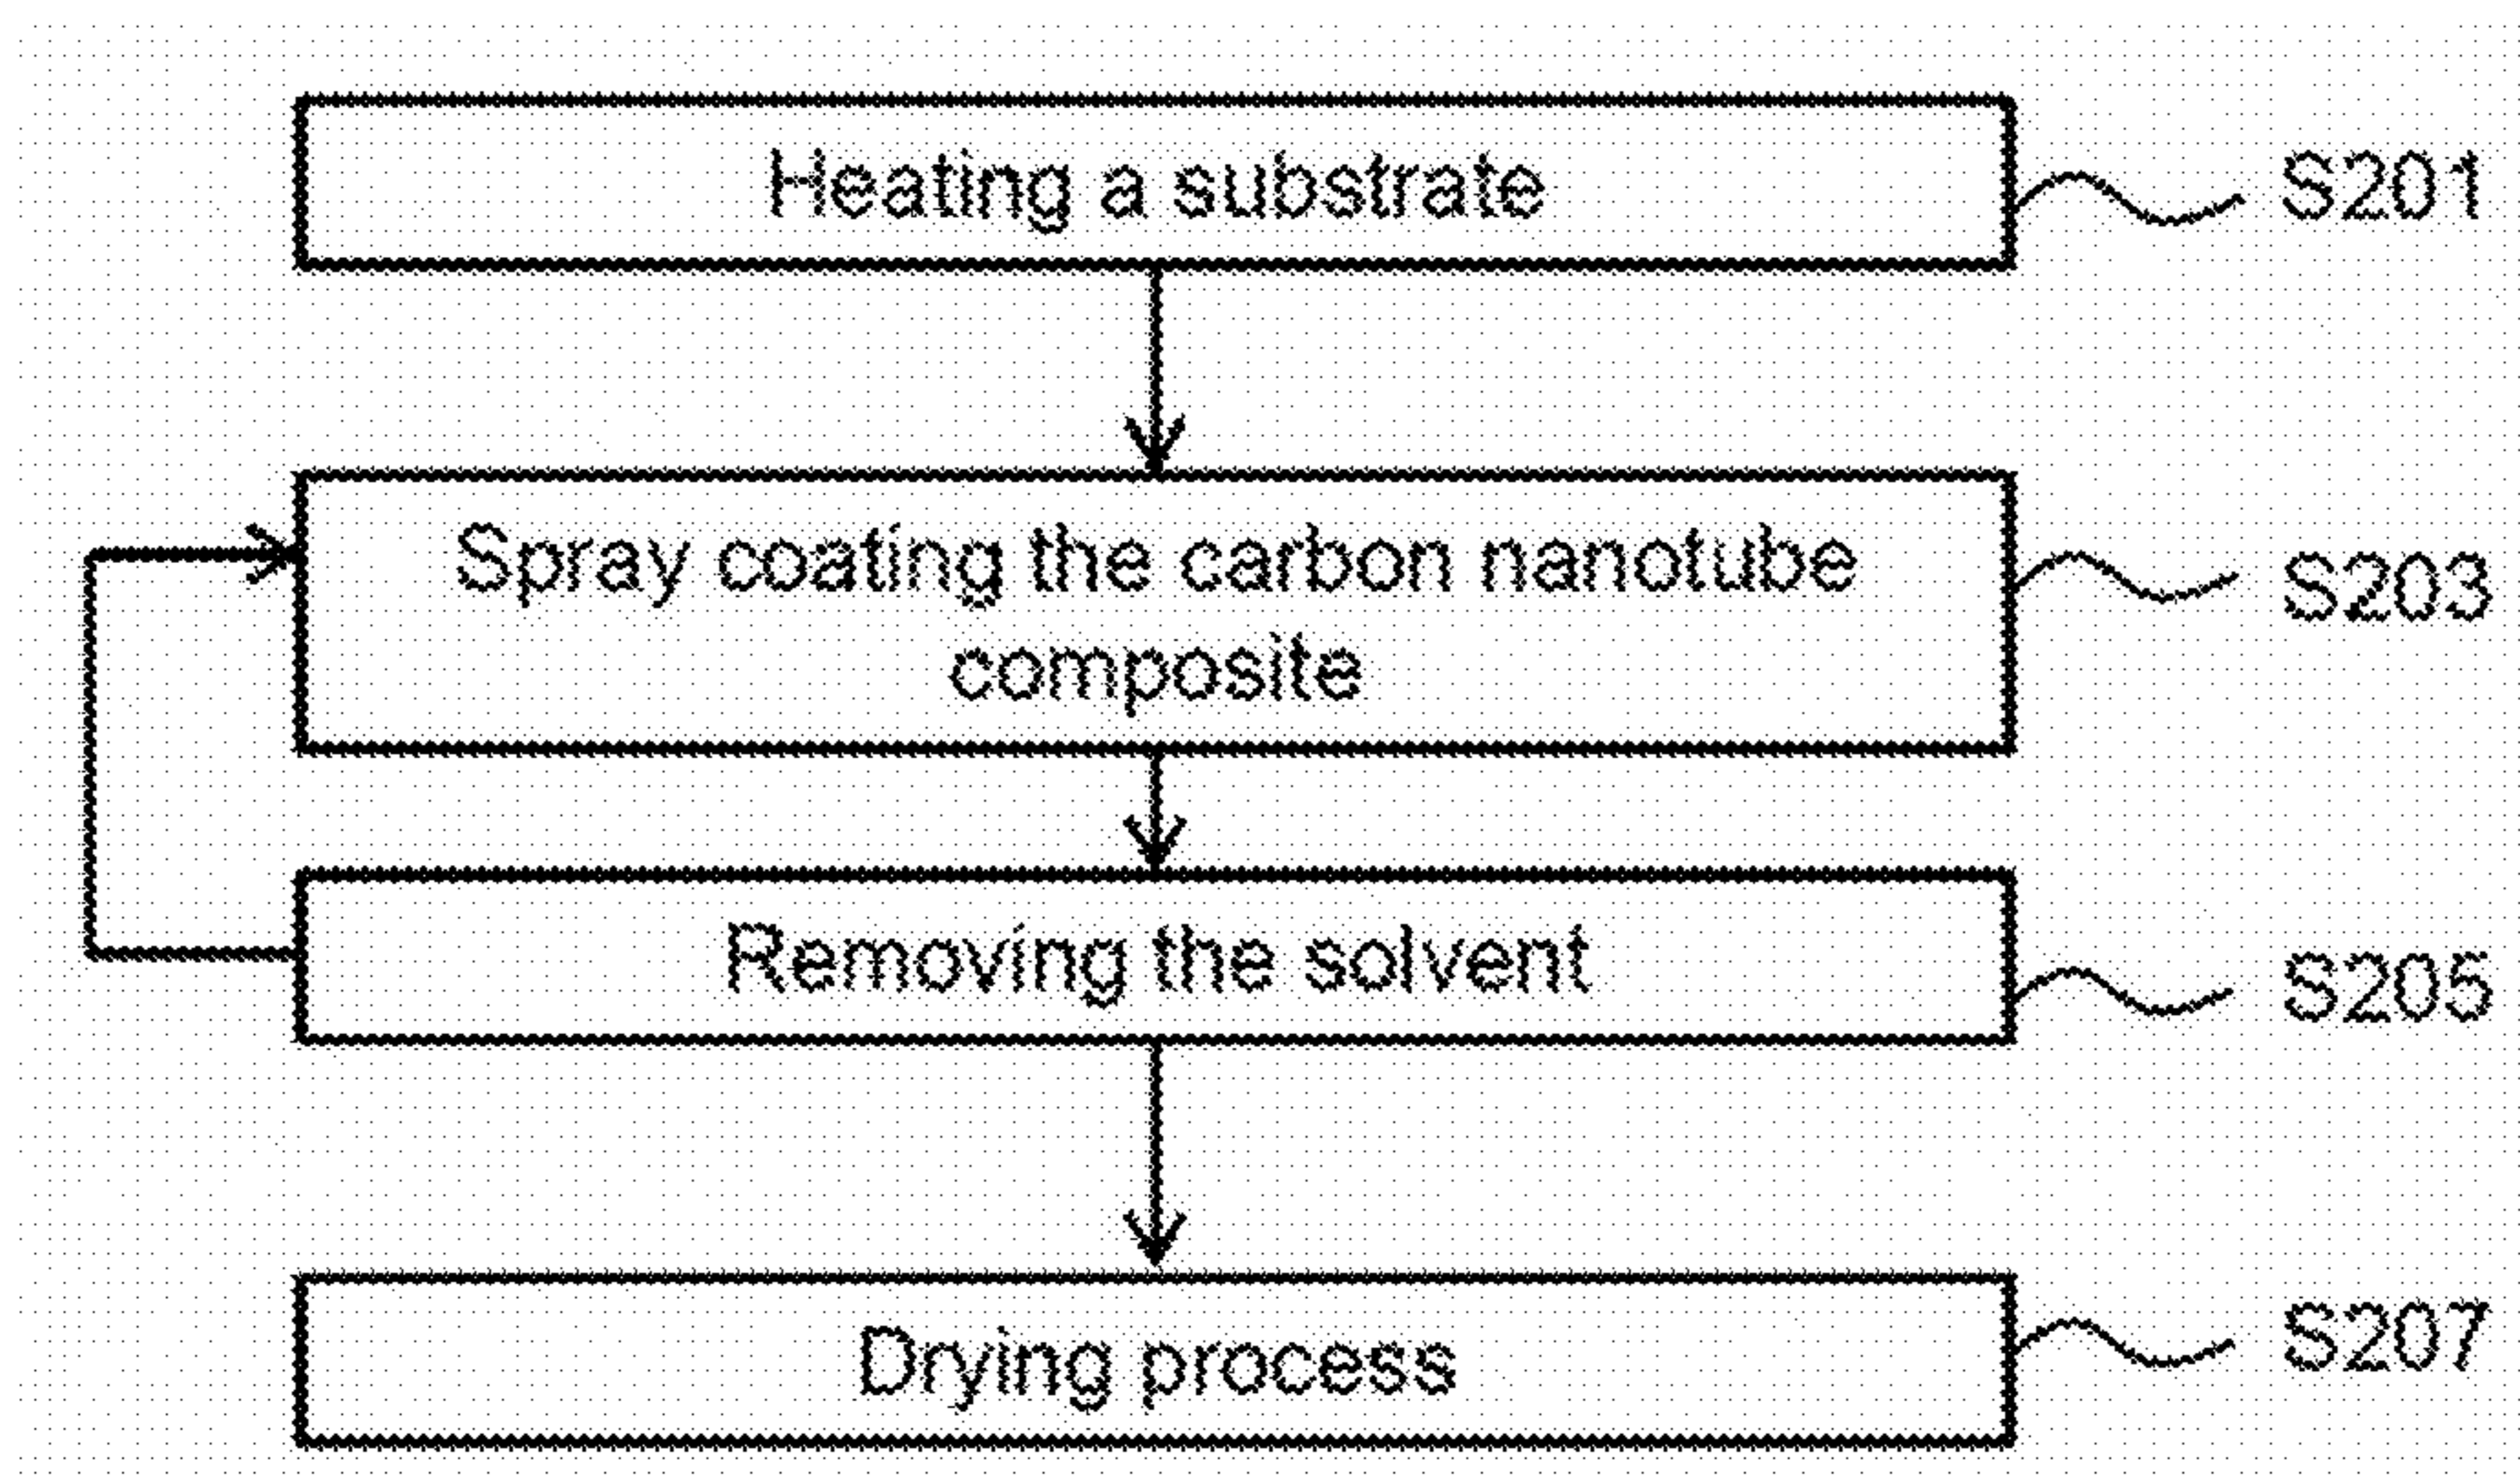 Heating a substrate
S201
Spray coating the carbon nanotube
composite
S203
Removing the solvent
S205
Drying process
S207